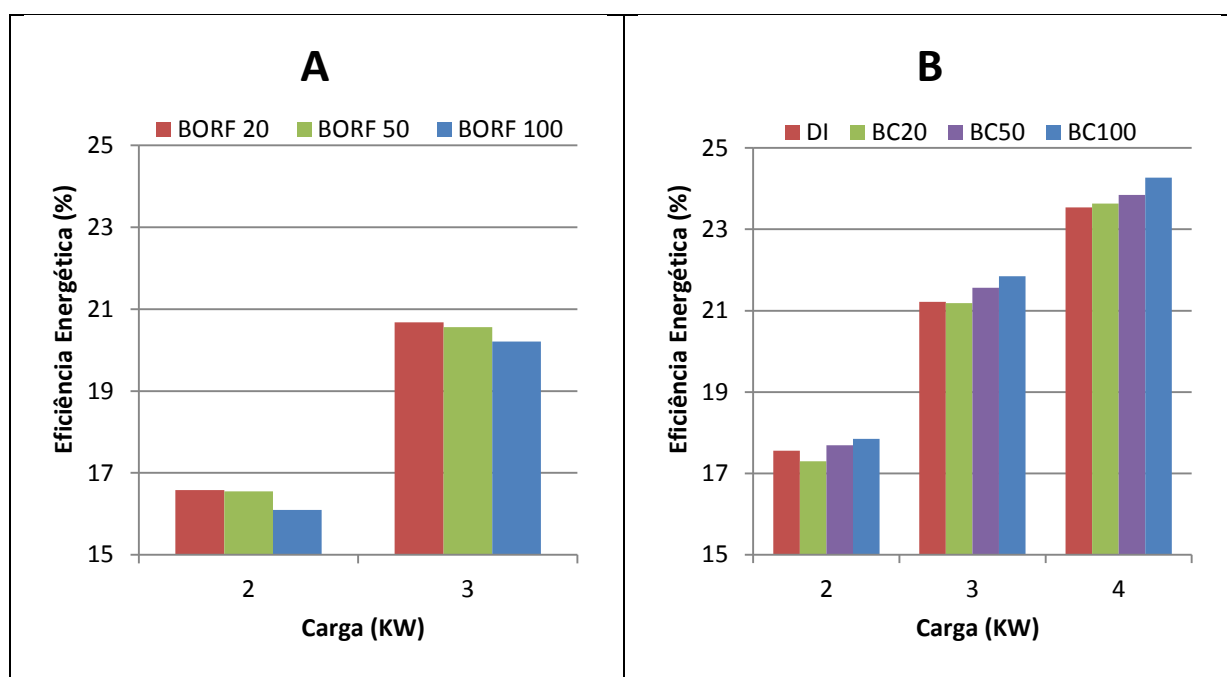 A
BORF 20 BORF 50 BORF 100
25
23
21
19
17
15
Eficiência Energética (%)
2 3
Carga (KW)
B
DI BC20 BC50 BC100
25
23
21
19
17
15
Eficiência Energética (%)
2 3 4
Carga (KW)